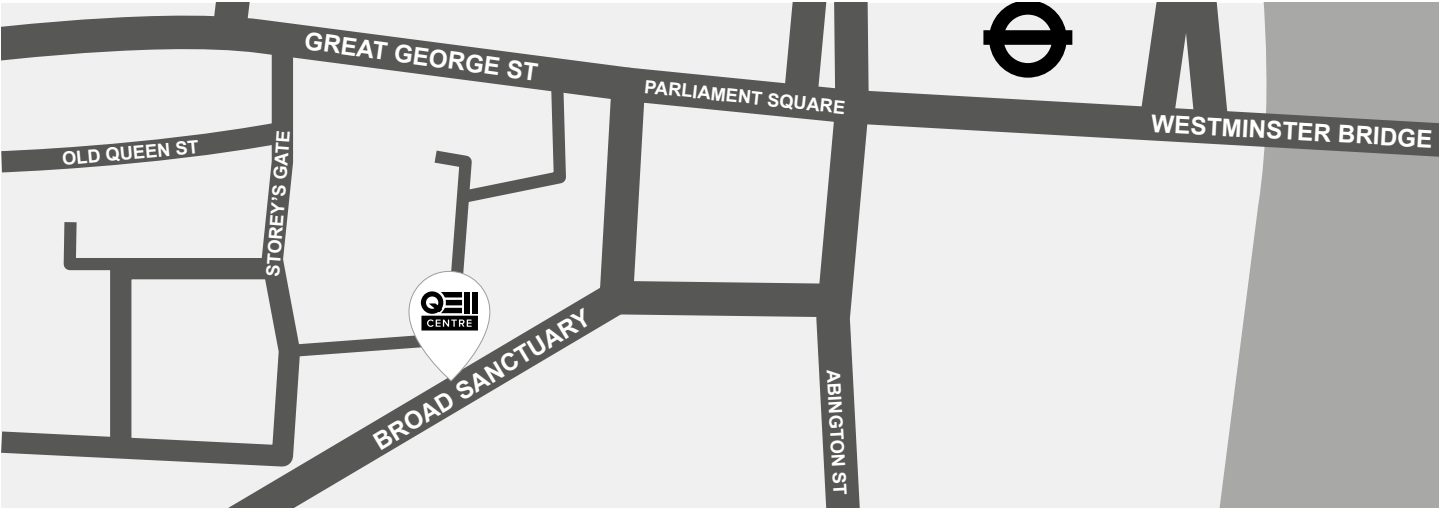 GREAT GEORGE ST
PARLIAMENT SQUARE
WESTMINSTER BRIDGE
OLD QUEEN ST
STOREY'S GATE
QEII
CENTRE
BROAD SANCTUARY
ABINGTON ST